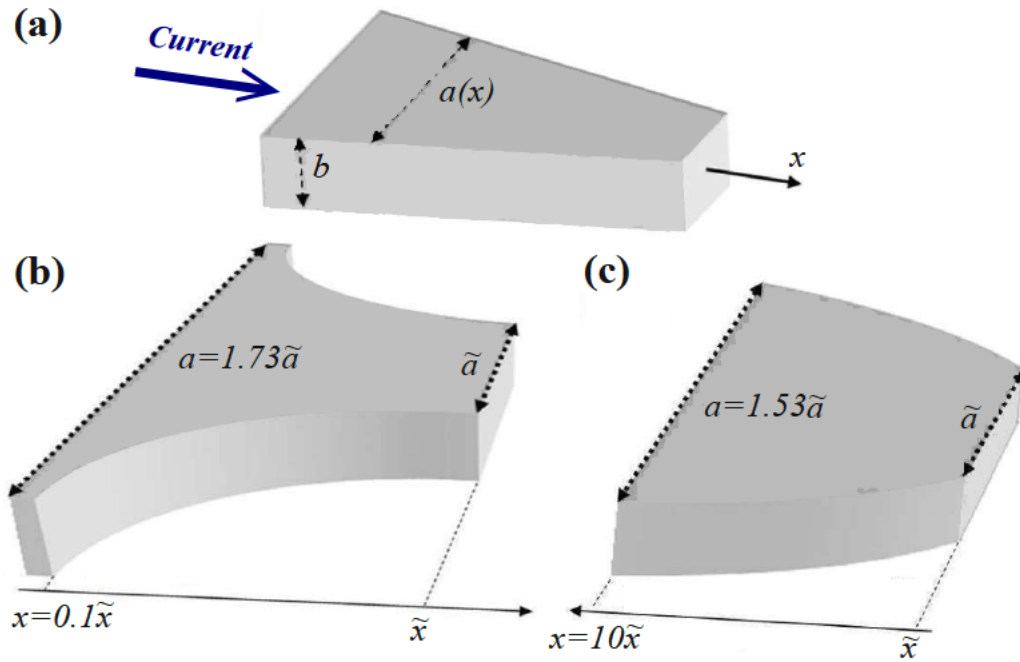 (a)
Current
a(x)
b
x
(b)
(c)
a=1.73ã
ã
a=1.53ã
ã
x=0.1x̃
x̃
x=10x̃
x̃